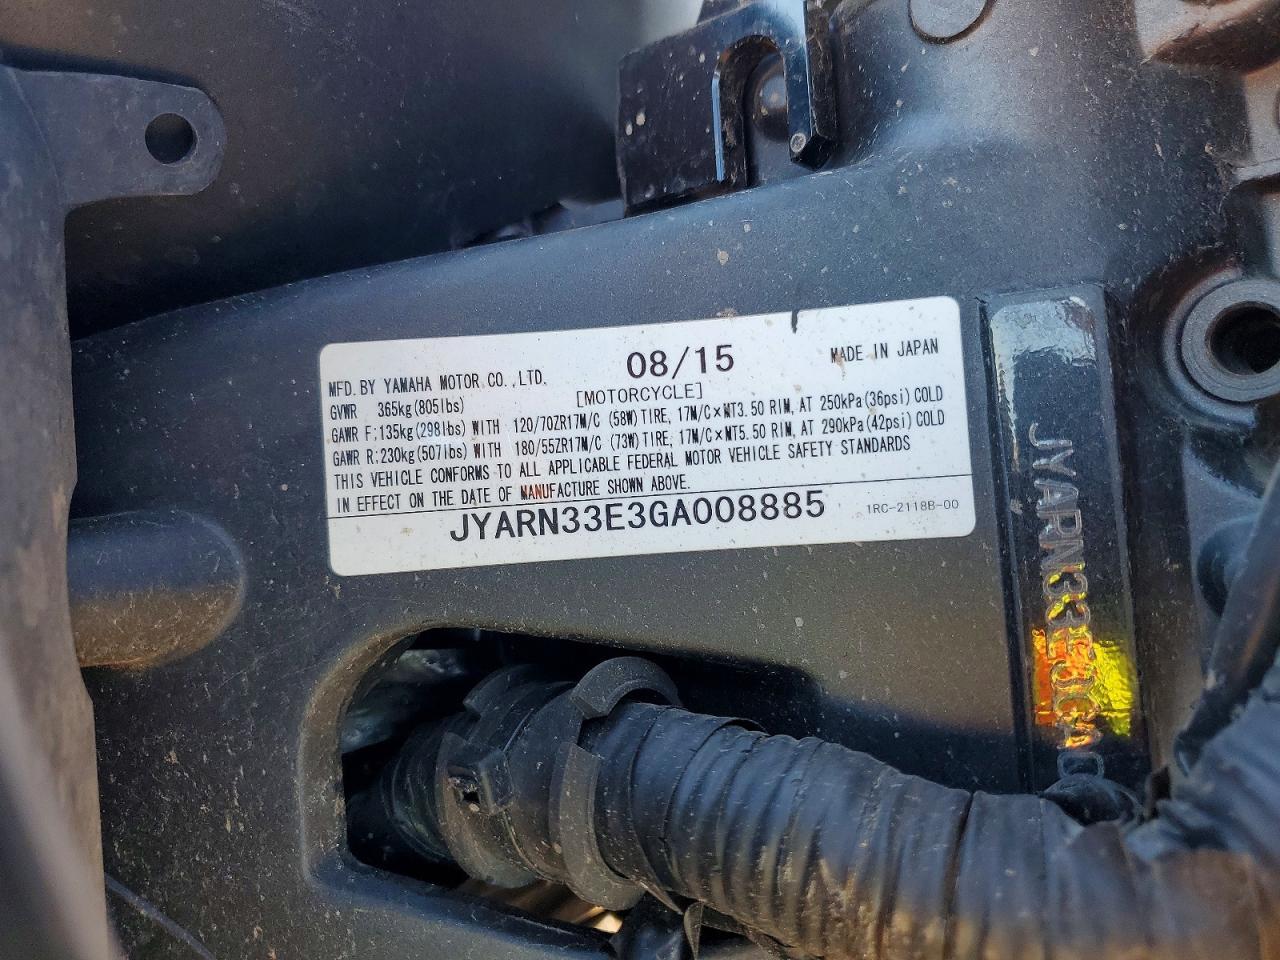 MFD. BY YAMAHA MOTOR CO.,LTD. 08/15 MADE IN JAPAN
GVWR 365kg(805lbs) [MOTORCYCLE]
GAWR F:135kg(298lbs) WITH 120/70ZR17M/C (58W) TIRE, 17M/C×MT3.50 RIM, AT 250kPa(36psi) COLD
GAWR R:230kg(507lbs) WITH 180/55ZR17M/C (73W) TIRE, 17M/C×MT5.50 RIM, AT 290kPa(42psi) COLD
THIS VEHICLE CONFORMS TO ALL APPLICABLE FEDERAL MOTOR VEHICLE SAFETY STANDARDS
IN EFFECT ON THE DATE OF MANUFACTURE SHOWN ABOVE.
JYARN33E3GA008885 1RC-2118B-00
JYARN33E3GA0